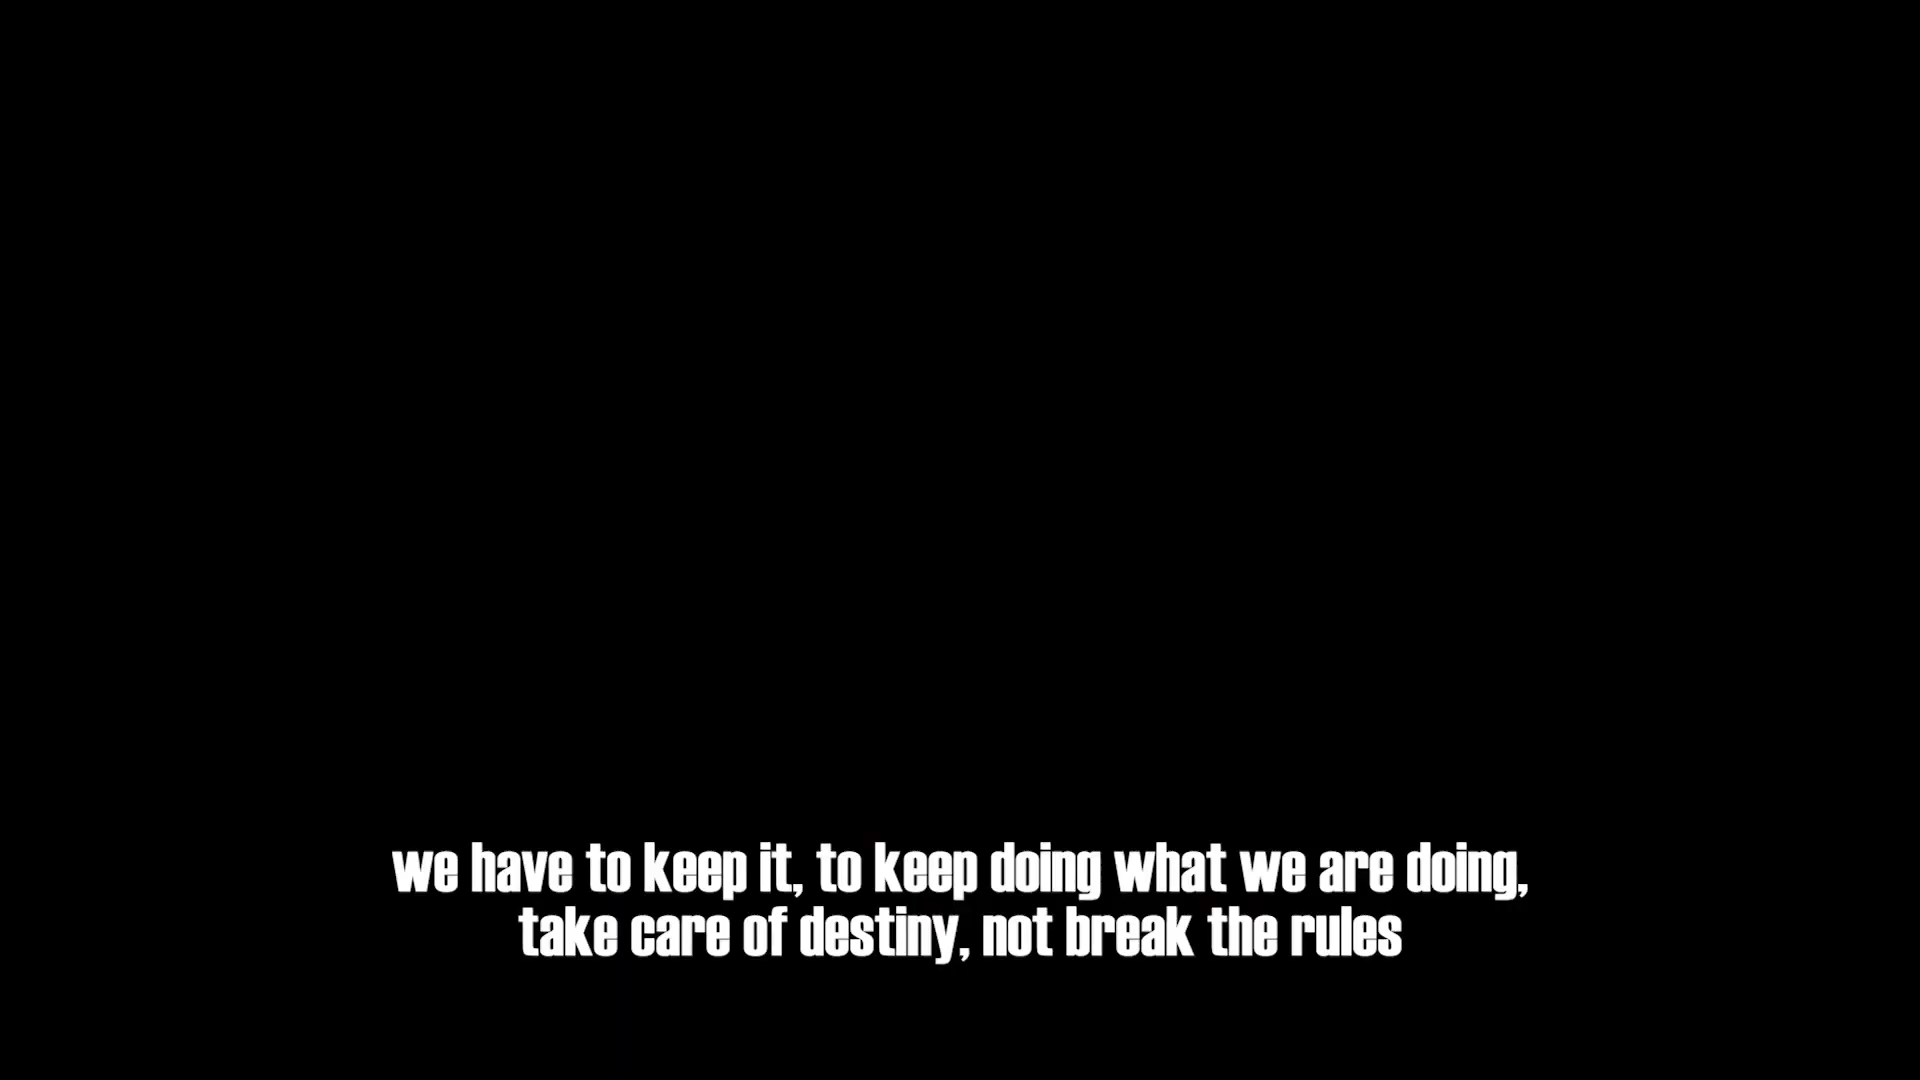 we have to keep it, to keep doing what we are doing,
take care of destiny, not break the rules